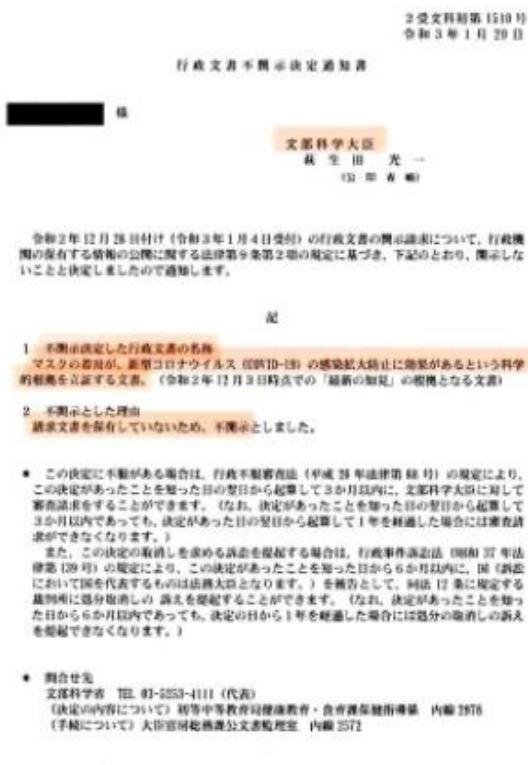 2受文科初第1510号
令和3年1月20日
行政文書不開示決定通知書
様
文部科学大臣
萩生田 光一
(公印省略)
令和2年12月28日付け(令和3年1月4日受付)の行政文書の開示請求について、行政機
関の保有する情報の公開に関する法律第9条第2項の規定に基づき、下記のとおり、開示しな
いことと決定しましたので通知します。
記
1 不開示決定した行政文書の名称
マスクの着用が、新型コロナウイルス(COVID-19)の感染拡大防止に効果があるという科学
的根拠を立証する文書。(令和2年12月3日時点での「最新の知見」の根拠となる文書)
2 不開示とした理由
請求文書を保有していないため、不開示としました。
* この決定に不服がある場合は、行政不服審査法(平成26年法律第68号)の規定により、
この決定があったことを知った日の翌日から起算して3か月以内に、文部科学大臣に対して
審査請求をすることができます。(なお、決定があったことを知った日の翌日から起算して
3か月以内であっても、決定があった日の翌日から起算して1年を経過した場合には審査請
求ができなくなります。)
また、この決定の取消しを求める訴訟を提起する場合は、行政事件訴訟法(昭和37年法
律第139号)の規定により、この決定があったことを知った日から6か月以内に、国(訴訟
において国を代表するものは法務大臣となります。)を被告として、同法12条に規定する
裁判所に処分取消しの 訴えを提起することができます。(なお、決定があったことを知っ
た日から6か月以内であっても、決定の日から1年を経過した場合には処分の取消しの訴え
を提起できなくなります。)
* 問合せ先
文部科学省 TEL 03-5253-4111(代表)
(決定の内容について)初等中等教育局健康教育・食育課保健指導係 内線2976
(手続について)大臣官房総務課公文書監理室 内線2572